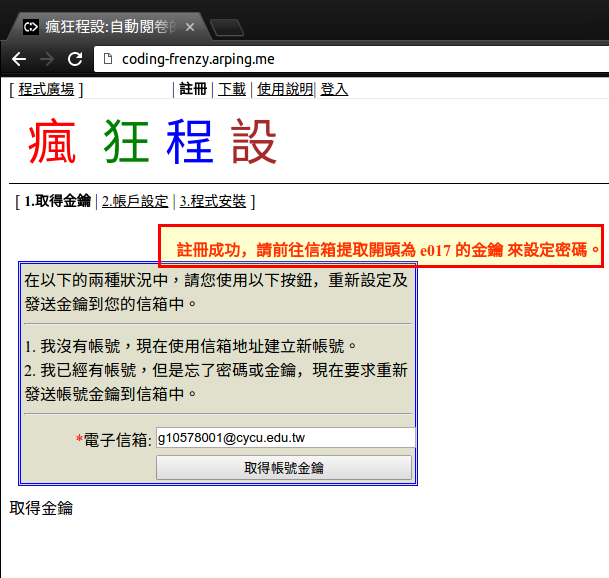 瘋狂程設:自動閱卷
coding-frenzy.arping.me
[ 程式廣場 ] | 註冊 | 下載 | 使用說明| 登入
瘋 狂 程 設
[ 1.取得金鑰 | 2.帳戶設定 | 3.程式安裝 ]
註冊成功，請前往信箱提取開頭為 e017 的金鑰 來設定密碼。
在以下的兩種狀況中，請您使用以下按鈕，重新設定及
發送金鑰到您的信箱中。
1. 我沒有帳號，現在使用信箱地址建立新帳號。
2. 我已經有帳號，但是忘了密碼或金鑰，現在要求重新
發送帳號金鑰到信箱中。
*電子信箱: g10578001@cycu.edu.tw
取得帳號金鑰
取得金鑰